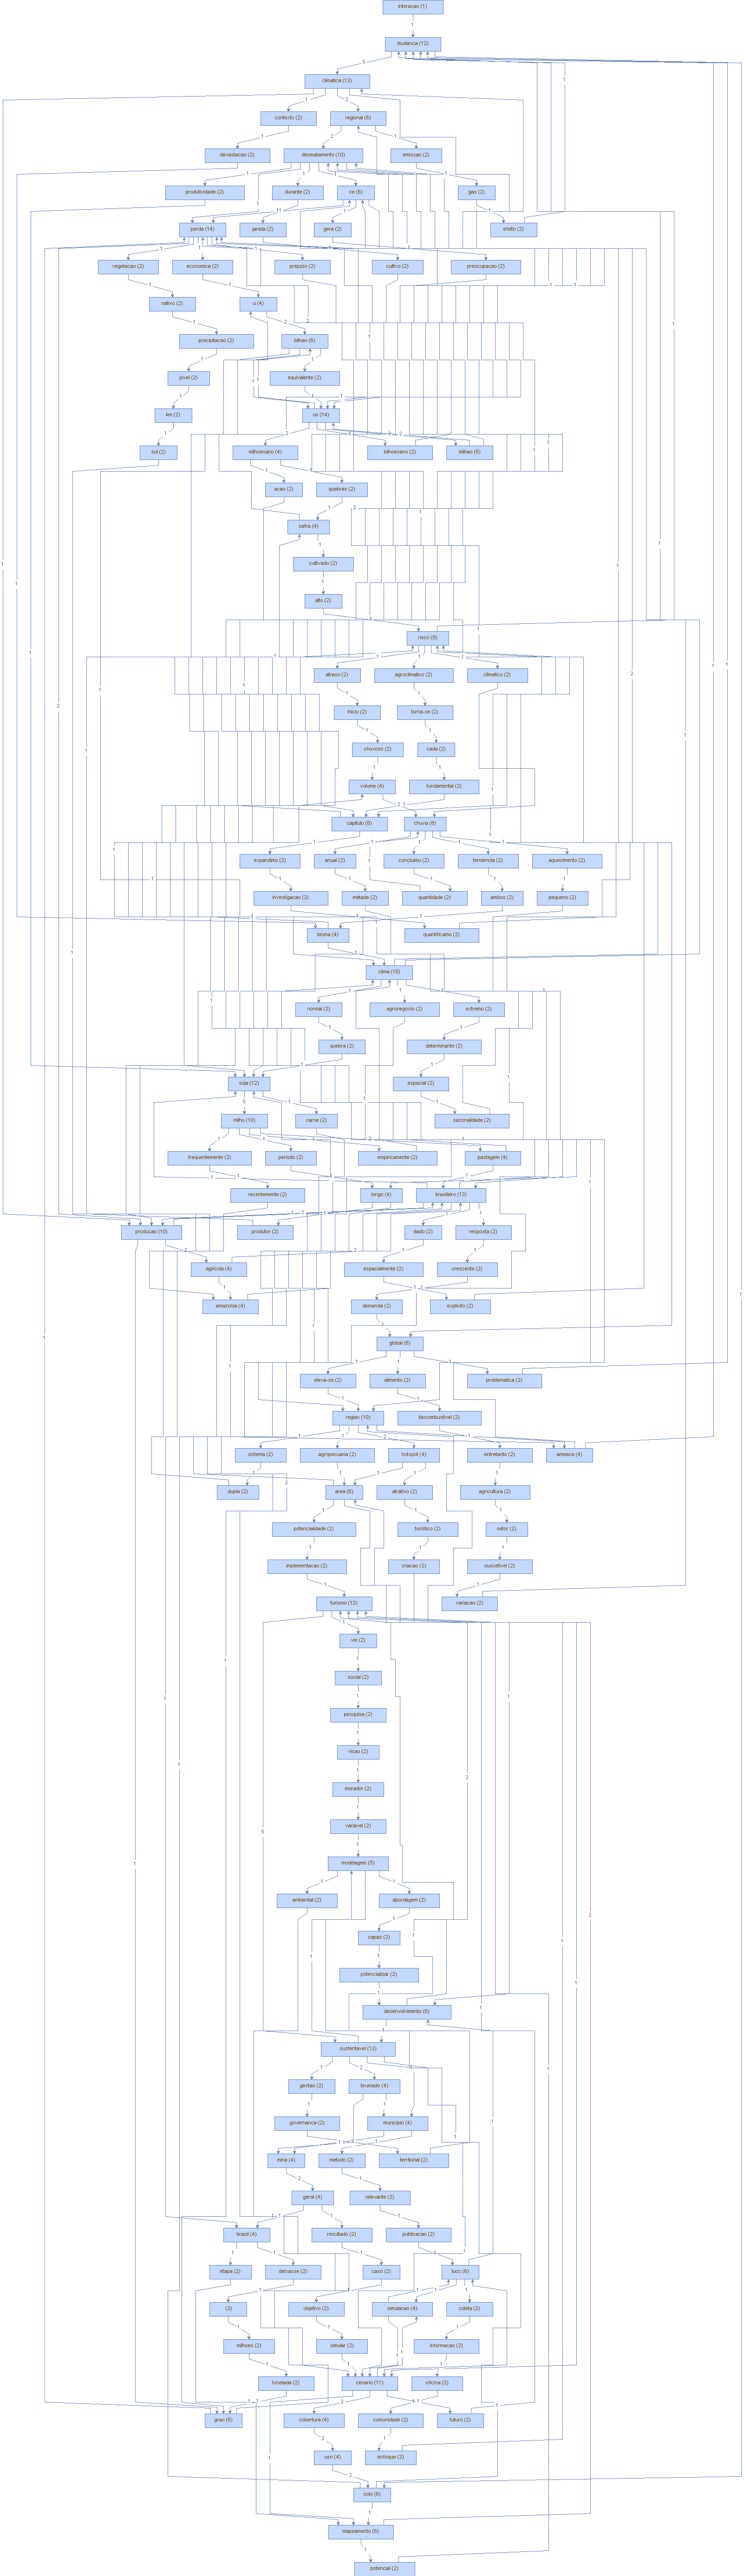 interacao (1)
mudanca (12)
climatica (12)
contexto (2)
regional (6)
devastacao (2)
desmatamento (10)
emissao (2)
produtividade (2)
durante (2)
ce (6)
gas (2)
perda (14)
janela (2)
gera (2)
efeito (2)
vegetacao (2)
economica (2)
prejuizo (2)
cultivo (2)
preocupacao (2)
nativo (2)
u (4)
precipitacao (2)
bilhao (6)
pixel (2)
equivalente (2)
km (2)
us (14)
sul (2)
milhoesano (4)
bilhoesano (2)
milhao (6)
acao (2)
quebras (2)
safra (4)
cultivado (2)
alto (2)
risco (8)
atraso (2)
agroclimatico (2)
climatico (2)
inicio (2)
torna-se (2)
chuvoso (2)
cada (2)
volume (4)
fundamental (2)
capitulo (6)
chuva (8)
expandimo (2)
anual (2)
concluimo (2)
tendencia (2)
aquecimento (2)
investigacao (2)
metade (2)
quantidade (2)
ambos (2)
pequeno (2)
bioma (4)
quantificamo (2)
clima (10)
normal (2)
agronegocio (2)
extremo (2)
quebra (2)
determinante (2)
soja (12)
espacial (2)
milho (10)
carne (2)
sazonalidade (2)
frequentemente (2)
periodo (2)
empiricamente (2)
pastagem (4)
recentemente (2)
longo (4)
brasileiro (13)
producao (10)
produtor (2)
dado (2)
resposta (2)
agricola (4)
espacialmente (2)
crescente (2)
amazonia (4)
demanda (2)
explicito (2)
global (6)
eleva-se (2)
alimento (2)
problematica (2)
regiao (10)
biocombustivel (2)
sistema (2)
agropecuaria (2)
hotspot (4)
entretanto (2)
ameaca (4)
dupla (2)
area (6)
atrativo (2)
agricultura (2)
potencialidade (2)
turistico (2)
setor (2)
implementacao (2)
criacao (2)
suscetivel (2)
turismo (12)
variacao (2)
vie (2)
social (2)
pesquisa (2)
visao (2)
morador (2)
variavel (2)
modelagem (5)
ambiental (2)
abordagem (2)
capaz (2)
potencializar (2)
desenvolvimento (6)
sustentavel (12)
gestao (2)
brumado (4)
governanca (2)
municipio (4)
mina (4)
metodo (2)
territorial (2)
geral (4)
relevante (2)
brasil (4)
resultado (2)
publicacao (2)
etapa (2)
deixasse (2)
caso (2)
lucc (6)
(2)
objetivo (2)
simulacao (4)
coleta (2)
milhoes (2)
simular (2)
informacao (2)
tonelada (2)
cenario (11)
oficina (2)
grao (6)
cobertura (4)
comunidade (2)
futuro (2)
uso (4)
enfoque (2)
solo (6)
mapeamento (6)
potencial (2)